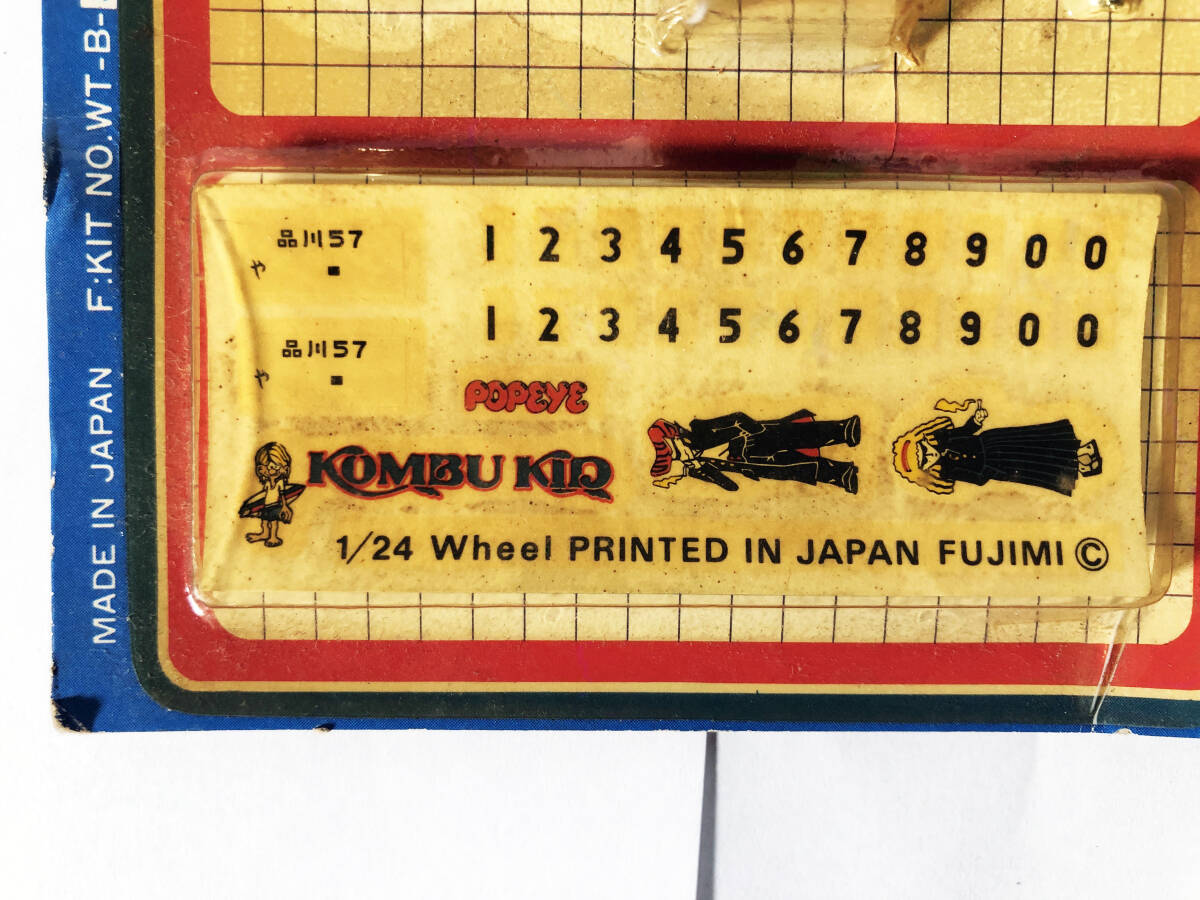 MADE IN JAPAN F:KIT NO.WT-B-
品川57
や
品川57
や
1 2 3 4 5 6 7 8 9 0 0
1 2 3 4 5 6 7 8 9 0 0
POPEYE
KOMBU KID
1/24 Wheel PRINTED IN JAPAN FUJIMI ©